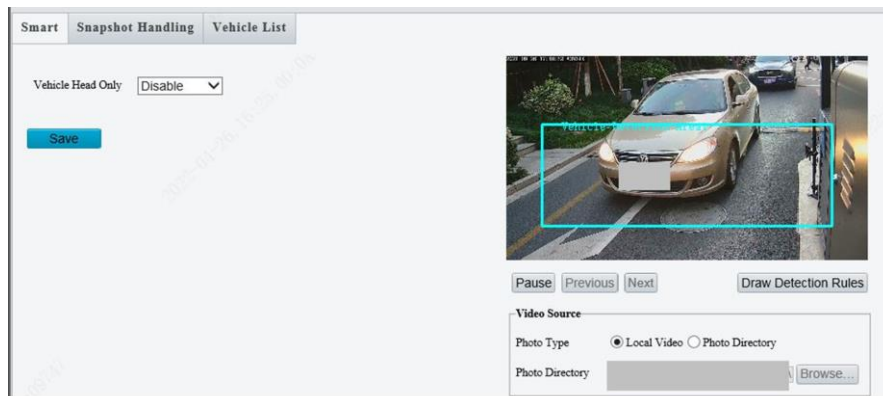 Smart Snapshot Handling Vehicle List
Vehicle Head Only Disable
Save
Pause Previous Next Draw Detection Rules
Video Source
Photo Type Local Video Photo Directory
Photo Directory Browse...